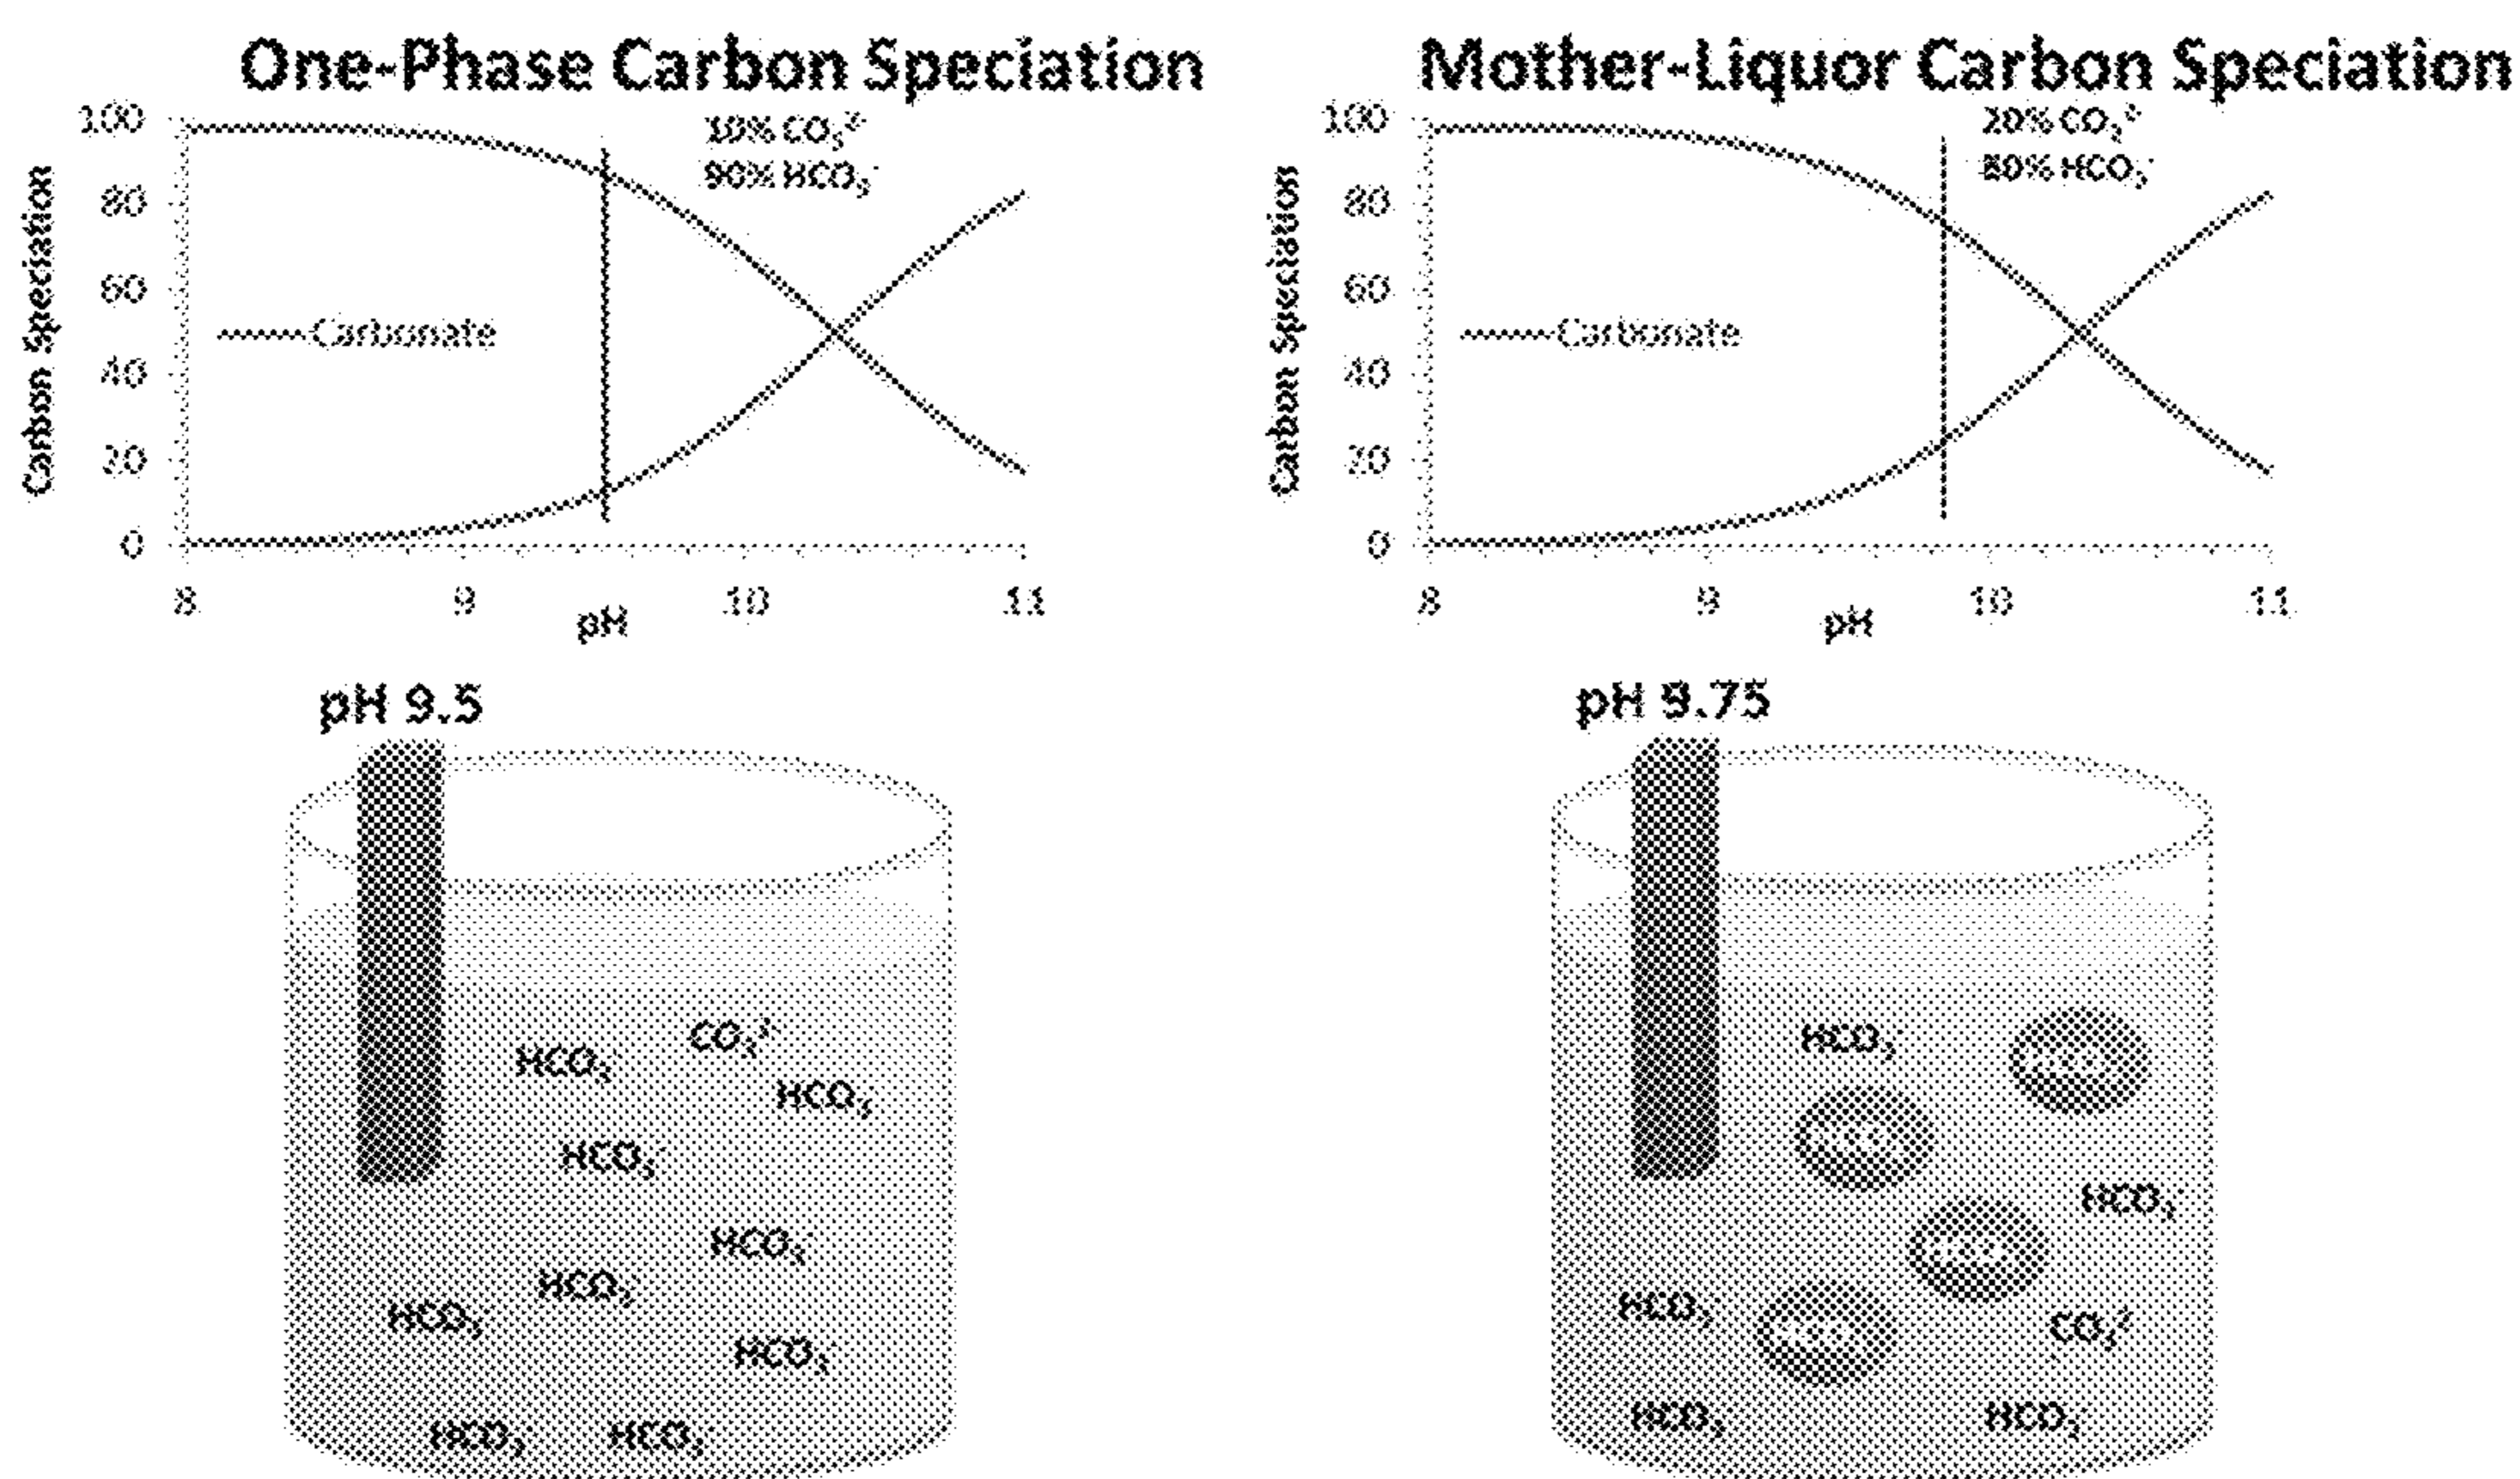 One-Phase Carbon Speciation
10% CO₃²⁻
90% HCO₃⁻
Carbon Speciation
100
80
60
40
20
0
Carbonate
8
9
10
11
pH
Mother-Liquor Carbon Speciation
20% CO₃²⁻
80% HCO₃⁻
Carbon Speciation
100
80
60
40
20
0
Carbonate
8
9
10
11
pH
pH 9.5
CO₃²⁻
HCO₃⁻
HCO₃⁻
HCO₃⁻
HCO₃⁻
HCO₃⁻
HCO₃⁻
HCO₃⁻
HCO₃⁻
HCO₃⁻
pH 9.75
HCO₃⁻
HCO₃⁻
HCO₃⁻
CO₃²⁻
HCO₃⁻
HCO₃⁻